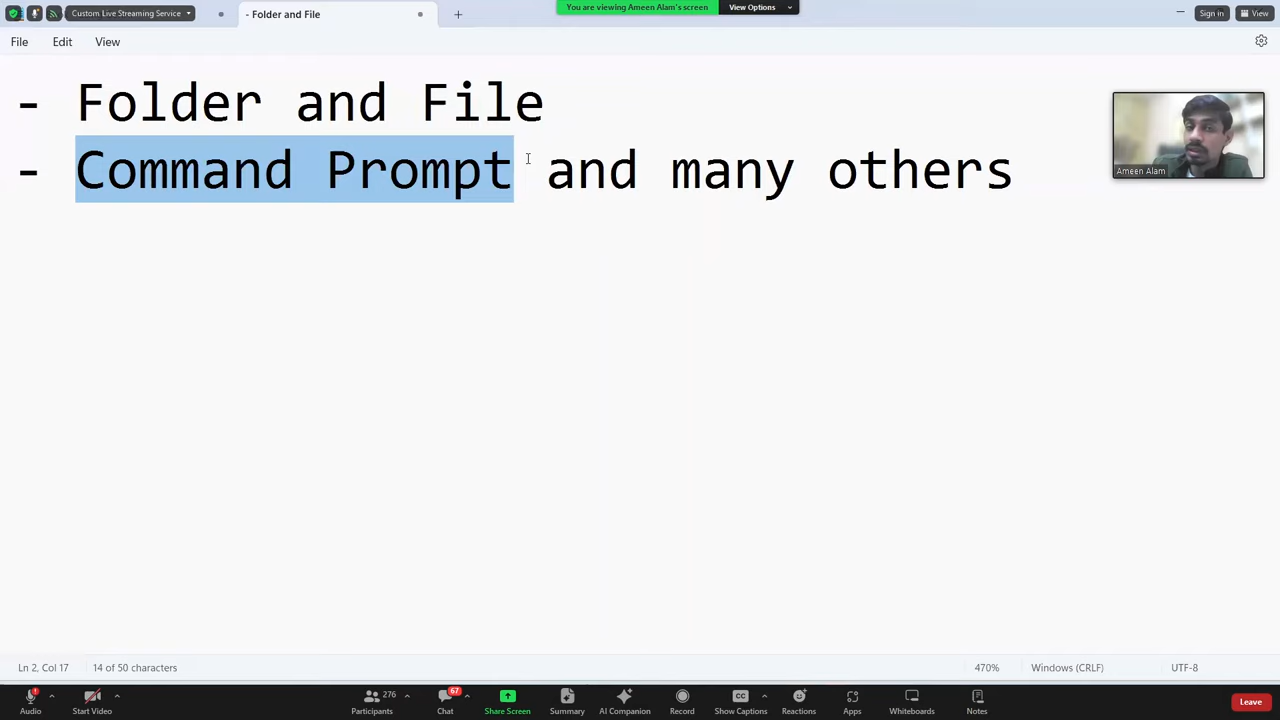 Custom Live Streaming Service
- Folder and File
You are viewing Ameen Alam's screen
View Options
Sign in
View
File
Edit
View
- Folder and File
- Command Prompt and many others
Ameen Alam
Ln 2, Col 17
14 of 50 characters
470%
Windows (CRLF)
UTF-8
Audio
Start Video
276
Participants
67
Chat
Share Screen
Summary
AI Companion
Record
Show Captions
Reactions
Apps
Whiteboards
Notes
Leave